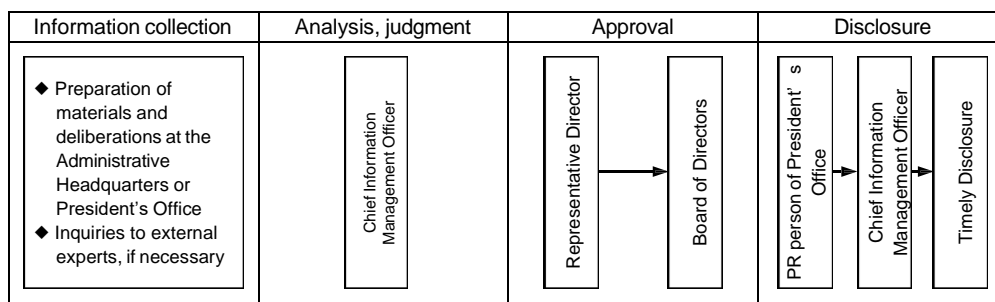 Information collection
Analysis, judgment
Approval
Disclosure
◆ Preparation of
materials and
deliberations at the
Administrative
Headquarters or
President's Office
◆ Inquiries to external
experts, if necessary
Chief Information
Management Officer
Representative Director
Board of Directors
PR person of President' s
Office
Chief Information
Management Officer
Timely Disclosure